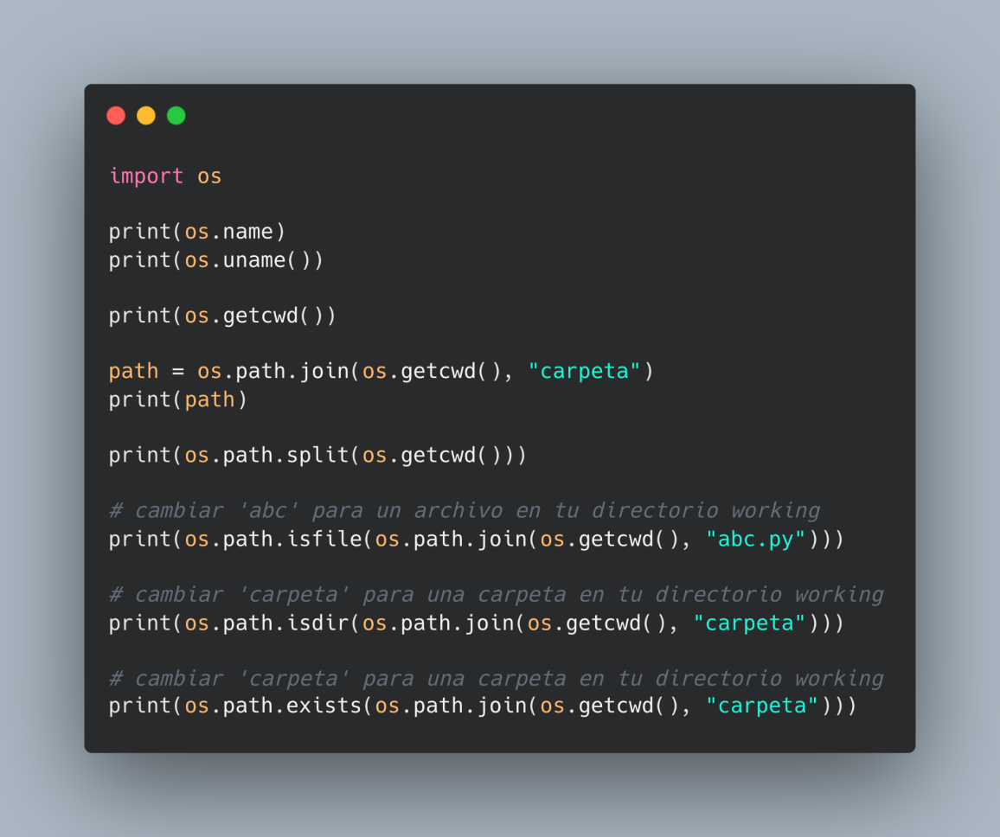 import os
print(os.name)
print(os.uname())
print(os.getcwd())
path = os.path.join(os.getcwd(), "carpeta")
print(path)
print(os.path.split(os.getcwd()))
# cambiar 'abc' para un archivo en tu directorio working
print(os.path.isfile(os.path.join(os.getcwd(), "abc.py")))
# cambiar 'carpeta' para una carpeta en tu directorio working
print(os.path.isdir(os.path.join(os.getcwd(), "carpeta")))
# cambiar 'carpeta' para una carpeta en tu directorio working
print(os.path.exists(os.path.join(os.getcwd(), "carpeta")))